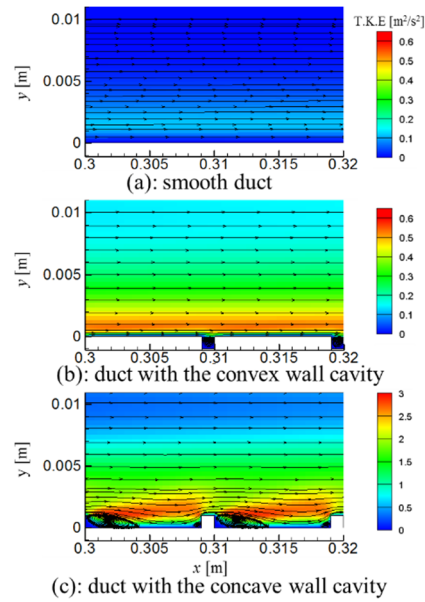 T.K.E [m²/s²]
y [m]
0.01
0.005
0
0.3 0.305 0.31 0.315 0.32
0.6
0.5
0.4
0.3
0.2
0.1
0
(a): smooth duct
y [m]
0.01
0.005
0
0.3 0.305 0.31 0.315 0.32
0.6
0.5
0.4
0.3
0.2
0.1
0
(b): duct with the convex wall cavity
y [m]
0.01
0.005
0
0.3 0.305 0.31 0.315 0.32
3
2.5
2
1.5
1
0.5
0
x [m]
(c): duct with the concave wall cavity